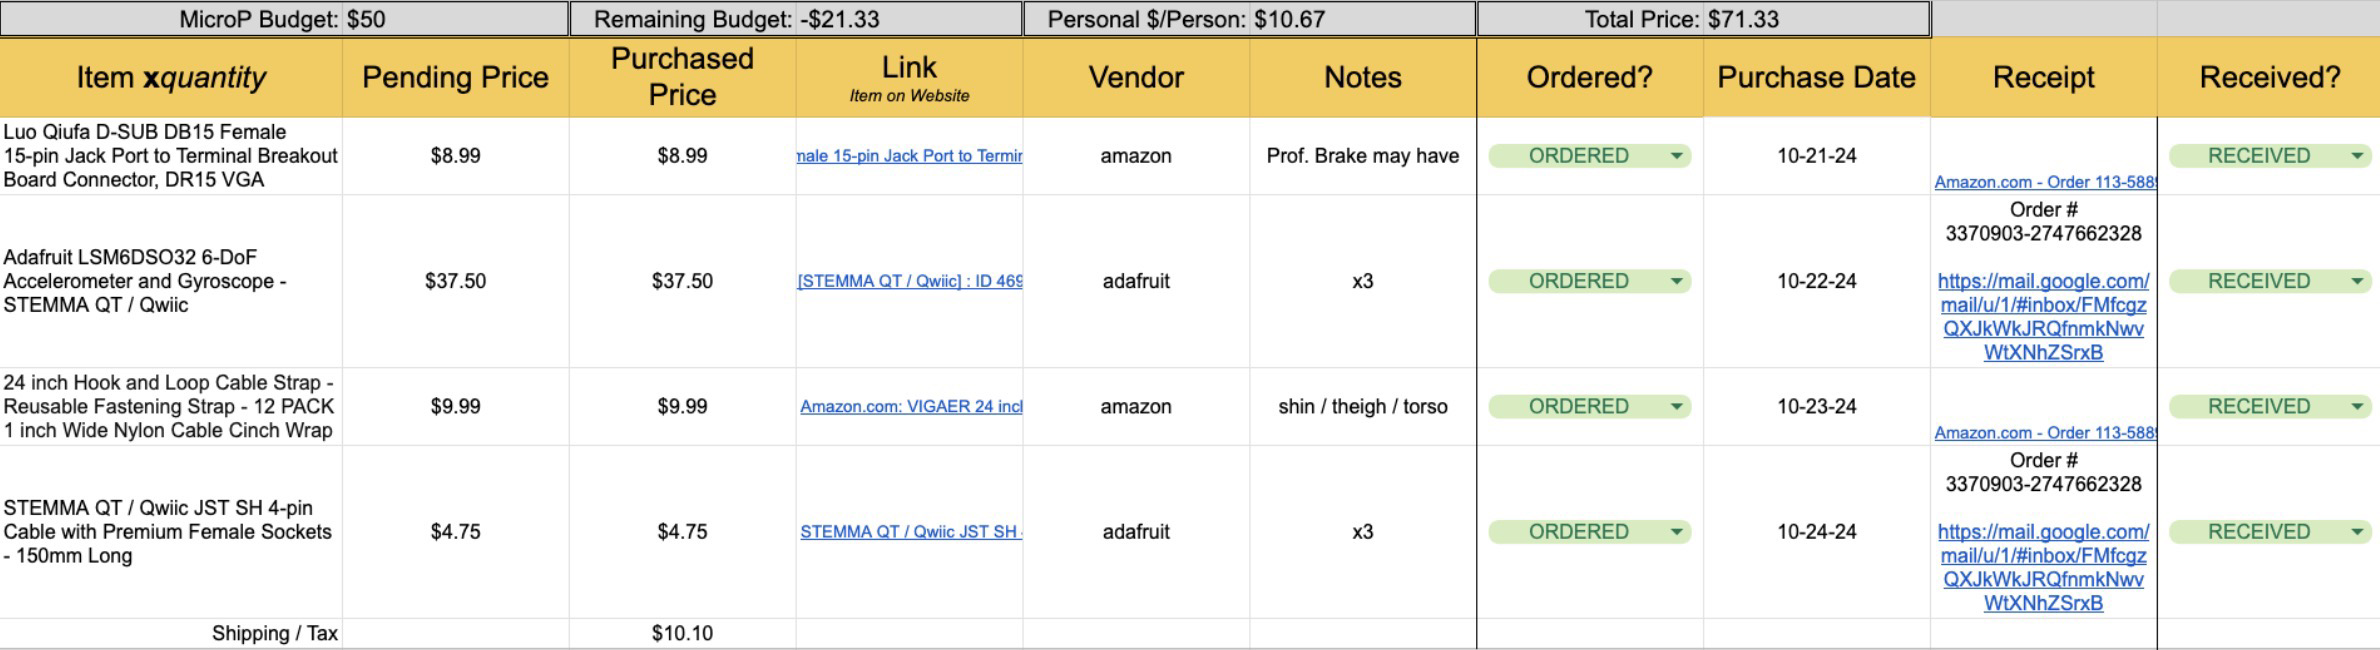 MicroP Budget: $50 Remaining Budget: -$21.33 Personal $/Person: $10.67 Total Price: $71.33
Item xquantity Pending Price Purchased Price Link Item on Website Vendor Notes Ordered? Purchase Date Receipt Received?
Luo Qiufa D-SUB DB15 Female
15-pin Jack Port to Terminal Breakout
Board Connector, DR15 VGA
$8.99 $8.99 male 15-pin Jack Port to Termin amazon Prof. Brake may have ORDERED 10-21-24 Amazon.com - Order 113-588 RECEIVED
Adafruit LSM6DSO32 6-DoF
Accelerometer and Gyroscope -
STEMMA QT / Qwiic
$37.50 $37.50 [STEMMA QT / Qwiic] : ID 469 adafruit x3 ORDERED 10-22-24
Order #
3370903-2747662328
https://mail.google.com/
mail/u/1/#inbox/FMfcgz
QXJkWkJRQfnmkNwv
WtXNhZSrxB
RECEIVED
24 inch Hook and Loop Cable Strap -
Reusable Fastening Strap - 12 PACK
1 inch Wide Nylon Cable Cinch Wrap
$9.99 $9.99 Amazon.com: VIGAER 24 incl amazon shin / theigh / torso ORDERED 10-23-24 Amazon.com - Order 113-588 RECEIVED
STEMMA QT / Qwiic JST SH 4-pin
Cable with Premium Female Sockets
- 150mm Long
$4.75 $4.75 STEMMA QT / Qwiic JST SH adafruit x3 ORDERED 10-24-24
Order #
3370903-2747662328
https://mail.google.com/
mail/u/1/#inbox/FMfcgz
QXJkWkJRQfnmkNwv
WtXNhZSrxB
RECEIVED
Shipping / Tax $10.10